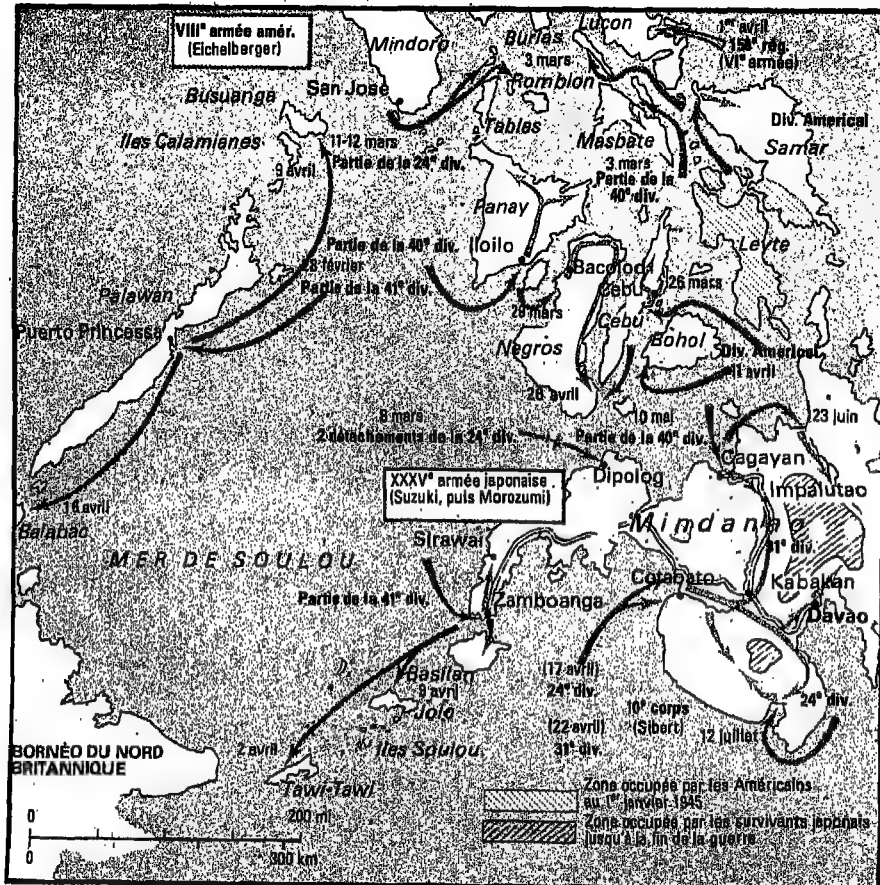 VIIIe armée amér.
(Eichelberger)
Mindoro
Burias
3 mars
Luçon
1er avril
158e rég.
(VIe armée)
Busuanga
San José
Romblon
Iles Calamianes
Tables
Masbate
Div. Americal
Samar
11-12 mars
Partie de la 24e div.
9 avril
3 mars
Partie de la
40e div.
Panay
Partie de la 40e div.
Iloilo
Leyte
28 février
Partie de la 41e div.
Palawan
Puerto Princessa
Bacolod
Cebu
26 mars
29 mars
Cebu
Negros
Bohol
Div. Americal
11 avril
26 avril
8 mars
2 détachements de la 24e div.
10 mai
Partie de la 40e div.
23 juin
Cagayan
Dipolog
XXXVe armée japonaise
(Suzuki, puis Morozumi)
Impalutao
16 avril
Balabac
Mindanao
MER DE SOULOU
Sirawai
31e div.
Cotabato
Kabakan
Partie de la 41e div.
Zamboanga
Davao
Basilan
9 avril
Jolo
(17 avril)
24e div.
24e div.
10e corps
(Sibert)
(22 avril)
31e div.
12 juillet
2 avril
Iles Soulou
BORNÉO DU NORD
BRITANNIQUE
Tawi-Tawi
Zone occupée par les Américains
au 1er janvier 1945
Zone occupée par les survivants japonais
jusqu'à la fin de la guerre
0 200 mi
0 300 km